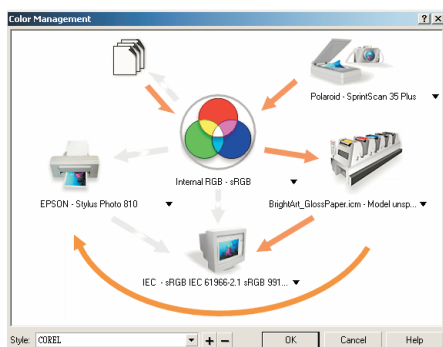 Color Management
Polaroid - SprintScan 35 Plus
Internal RGB - sRGB
EPSON - Stylus Photo 810
BrightArt_GlossPaper.icm - Model unsp...
IEC - sRGB IEC 61966-2.1 sRGB 991...
Style: COREL OK Cancel Help